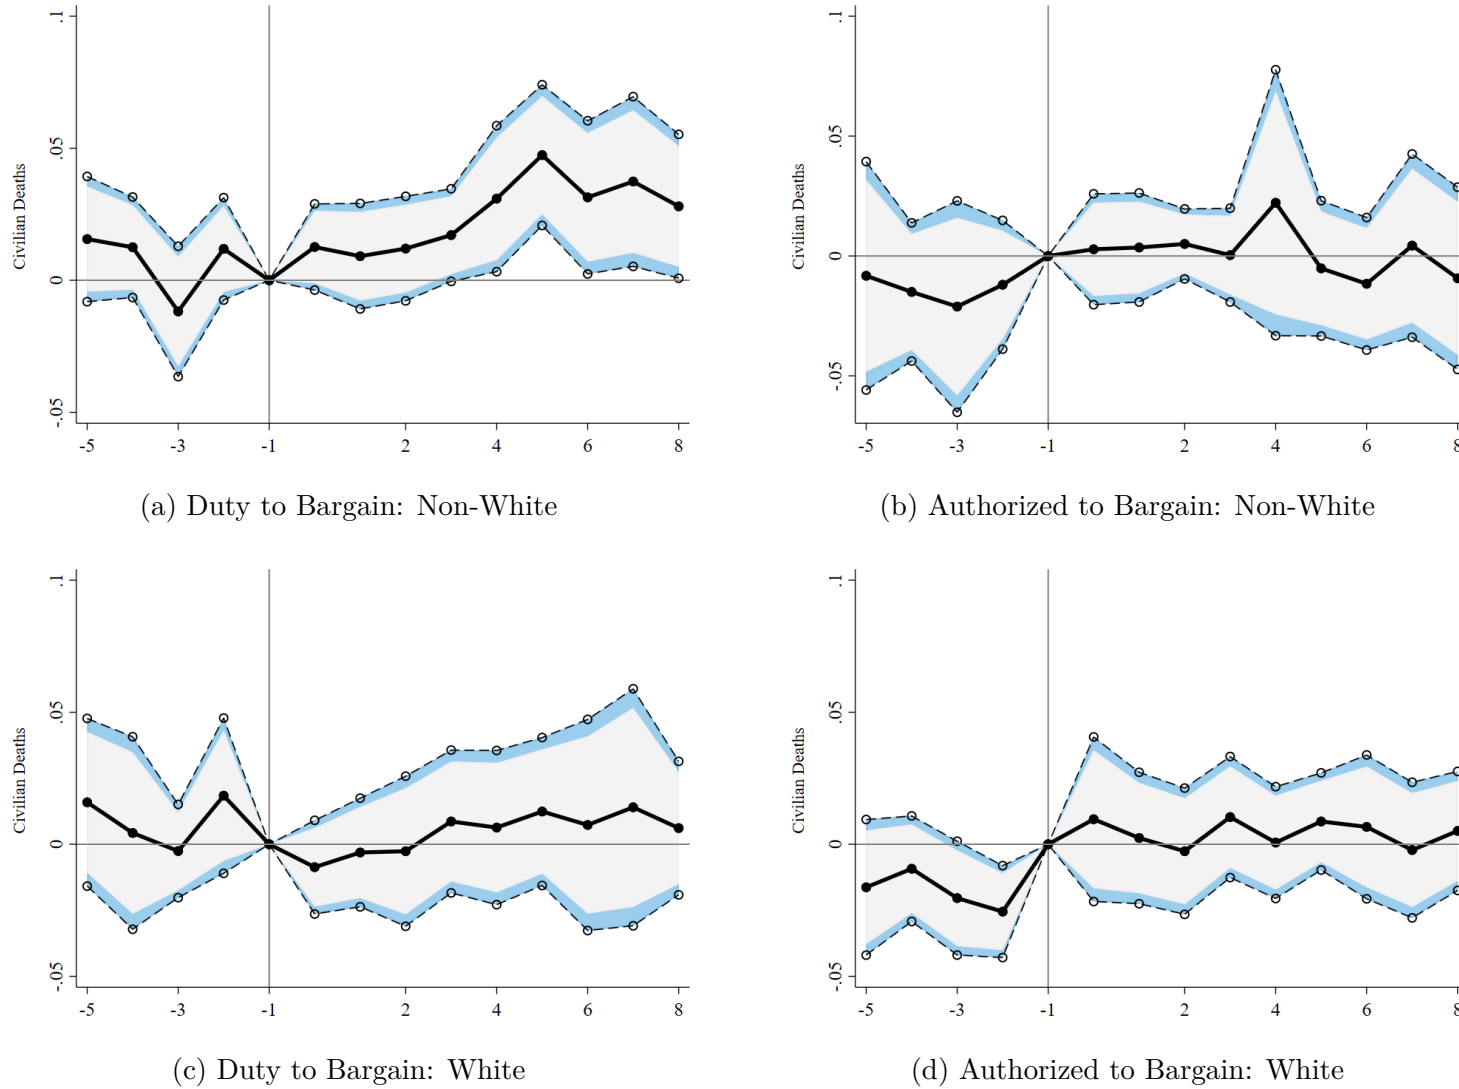 .1
.05
0
-.05
Civilian Deaths
-5 -3 -1 2 4 6 8
(a) Duty to Bargain: Non-White
.1
.05
0
-.05
Civilian Deaths
-5 -3 -1 2 4 6 8
(b) Authorized to Bargain: Non-White
.1
.05
0
-.05
Civilian Deaths
-5 -3 -1 2 4 6 8
(c) Duty to Bargain: White
.1
.05
0
-.05
Civilian Deaths
-5 -3 -1 2 4 6 8
(d) Authorized to Bargain: White